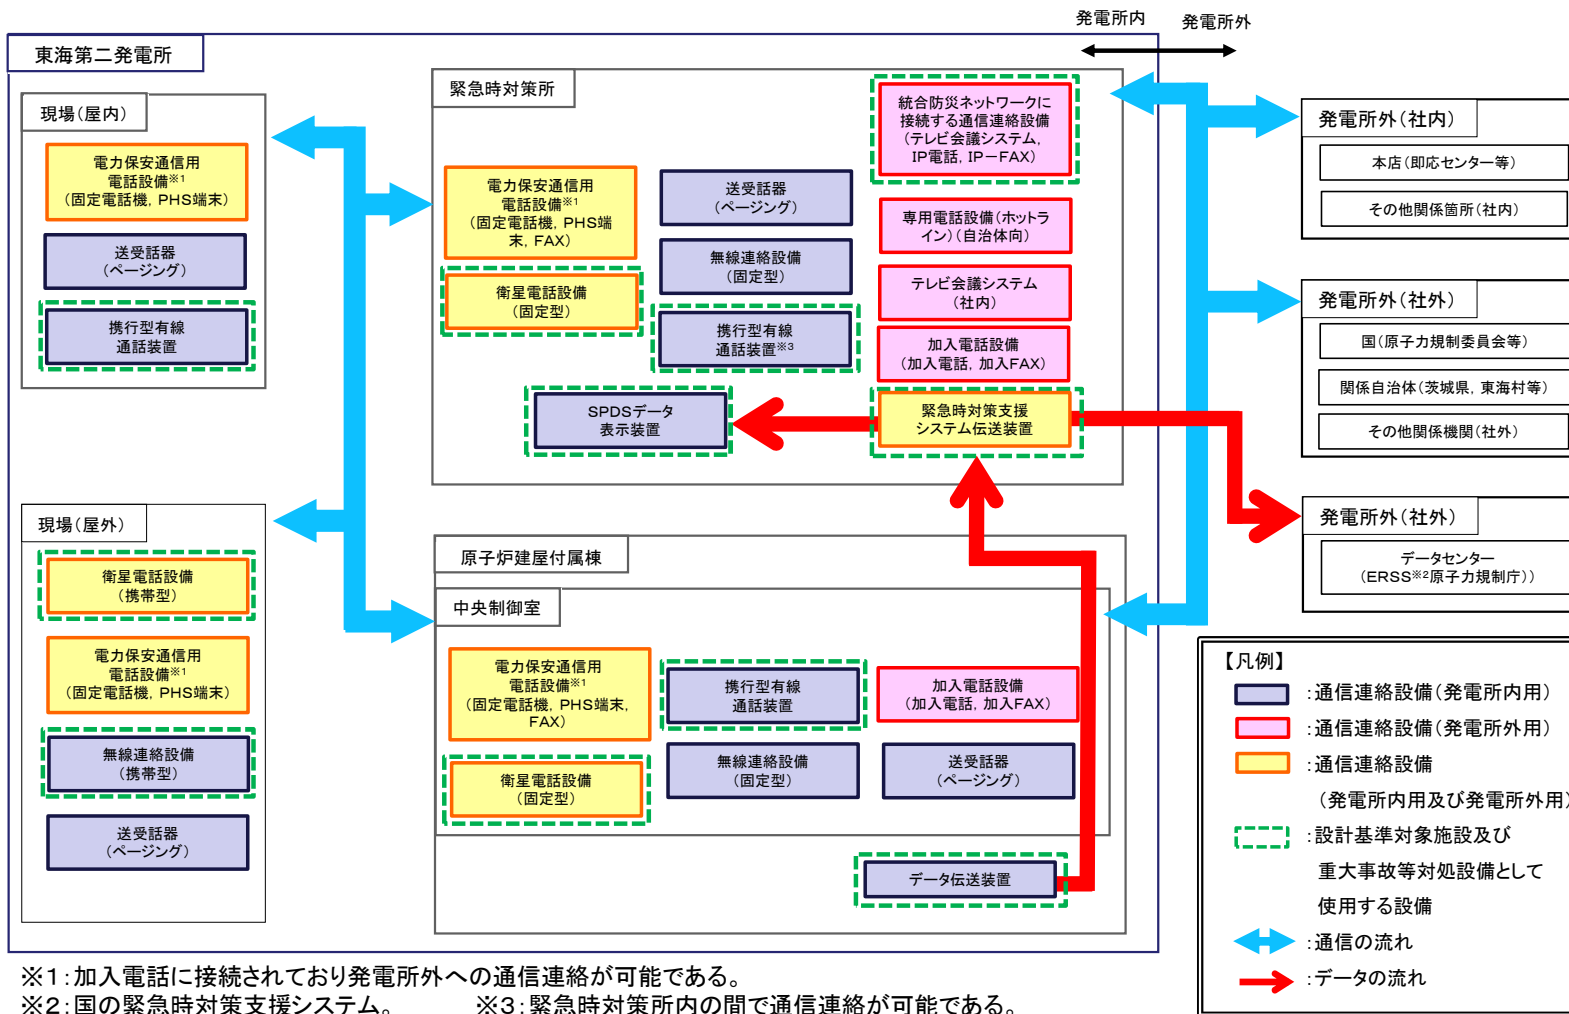 発電所内
発電所外
東海第二発電所
現場(屋内)
電力保安通信用
電話設備※1
(固定電話機, PHS端末)
送受話器
(ページング)
携行型有線
通話装置
緊急時対策所
電力保安通信用
電話設備※1
(固定電話機, PHS端
末, FAX)
衛星電話設備
(固定型)
送受話器
(ページング)
無線連絡設備
(固定型)
携行型有線
通話装置※3
統合防災ネットワークに
接続する通信連絡設備
(テレビ会議システム,
IP電話, IP-FAX)
専用電話設備(ホットラ
イン)(自治体向)
テレビ会議システム
(社内)
加入電話設備
(加入電話, 加入FAX)
SPDSデータ
表示装置
緊急時対策支援
システム伝送装置
発電所外(社内)
本店(即応センター等)
その他関係箇所(社内)
発電所外(社外)
国(原子力規制委員会等)
関係自治体(茨城県, 東海村等)
その他関係機関(社外)
発電所外(社外)
データセンター
(ERSS※2原子力規制庁))
現場(屋外)
衛星電話設備
(携帯型)
電力保安通信用
電話設備※1
(固定電話機, PHS端末)
無線連絡設備
(携帯型)
送受話器
(ページング)
原子炉建屋付属棟
中央制御室
電力保安通信用
電話設備※1
(固定電話機, PHS端末,
FAX)
衛星電話設備
(固定型)
携行型有線
通話装置
無線連絡設備
(固定型)
加入電話設備
(加入電話, 加入FAX)
送受話器
(ページング)
データ伝送装置
【凡例】
:通信連絡設備(発電所内用)
:通信連絡設備(発電所外用)
:通信連絡設備
(発電所内用及び発電所外用)
:設計基準対象施設及び
重大事故等対処設備として
使用する設備
:通信の流れ
:データの流れ
※1:加入電話に接続されており発電所外への通信連絡が可能である。
※2:国の緊急時対策支援システム。 ※3:緊急時対策所内の間で通信連絡が可能である。